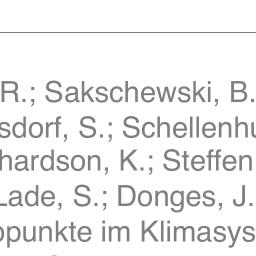 R.; Sakschewski, B.
sdorf, S.; Schellenhu
hardson, K.; Steffen
Lade, S.; Donges, J.
ppunkte im Klimasys